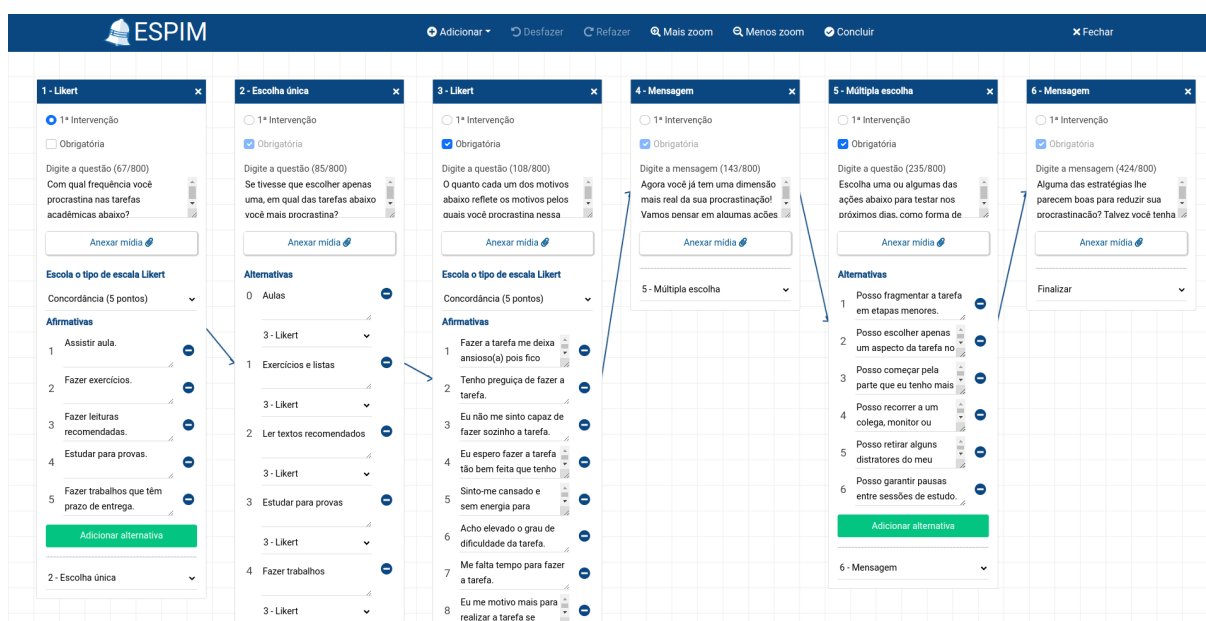 ESPIM
Adicionar
Desfazer
Refazer
Mais zoom
Menos zoom
Concluir
Fechar
1 - Likert
1ª Intervenção
Obrigatória
Digite a questão (67/800)
Com qual frequência você
procrastina nas tarefas
acadêmicas abaixo?
Anexar mídia
Escola o tipo de escala Likert
Concordância (5 pontos)
Afirmativas
1 Assistir aula.
2 Fazer exercícios.
3 Fazer leituras
recomendadas.
4 Estudar para provas.
5 Fazer trabalhos que têm
prazo de entrega.
Adicionar alternativa
2 - Escolha única
2 - Escolha única
1ª Intervenção
Obrigatória
Digite a questão (85/800)
Se tivesse que escolher apenas
uma, em qual das tarefas abaixo
você mais procrastina?
Anexar mídia
Alternativas
0 Aulas
3 - Likert
1 Exercícios e listas
3 - Likert
2 Ler textos recomendados
3 - Likert
3 Estudar para provas
3 - Likert
4 Fazer trabalhos
3 - Likert
3 - Likert
1ª Intervenção
Obrigatória
Digite a questão (108/800)
O quanto cada um dos motivos
abaixo reflete os motivos pelos
quais você procrastina nessa
Anexar mídia
Escola o tipo de escala Likert
Concordância (5 pontos)
Afirmativas
1 Fazer a tarefa me deixa
ansioso(a) pois fico
2 Tenho preguiça de fazer a
tarefa.
3 Eu não me sinto capaz de
fazer sozinho a tarefa.
4 Eu espero fazer a tarefa
tão bem feita que tenho
5 Sinto-me cansado e
sem energia para
6 Acho elevado o grau de
dificuldade da tarefa.
7 Me falta tempo para fazer
a tarefa.
8 Eu me motivo mais para
realizar a tarefa se
4 - Mensagem
1ª Intervenção
Obrigatória
Digite a mensagem (143/800)
Agora você já tem uma dimensão
mais real da sua procrastinação!
Vamos pensar em algumas ações
Anexar mídia
5 - Múltipla escolha
5 - Múltipla escolha
1ª Intervenção
Obrigatória
Digite a questão (235/800)
Escolha uma ou algumas das
ações abaixo para testar nos
próximos dias, como forma de
Anexar mídia
Alternativas
1 Posso fragmentar a tarefa
em etapas menores.
2 Posso escolher apenas
um aspecto da tarefa no
3 Posso começar pela
parte que eu tenho mais
4 Posso recorrer a um
colega, monitor ou
5 Posso retirar alguns
distratores do meu
6 Posso garantir pausas
entre sessões de estudo.
Adicionar alternativa
6 - Mensagem
6 - Mensagem
1ª Intervenção
Obrigatória
Digite a mensagem (424/800)
Alguma das estratégias lhe
parecem boas para reduzir sua
procrastinação? Talvez você tenha
Anexar mídia
Finalizar